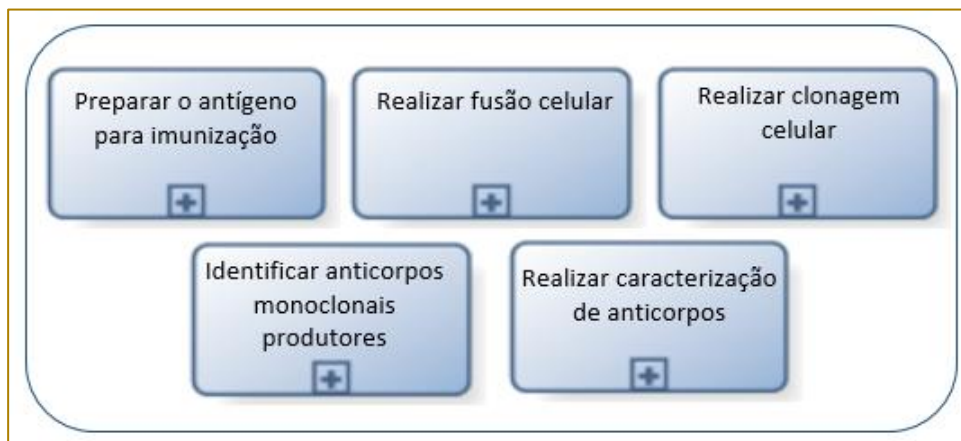 Preparar o antígeno
para imunização
Realizar fusão celular
Realizar clonagem
celular
Identificar anticorpos
monoclonais
produtores
Realizar caracterização
de anticorpos